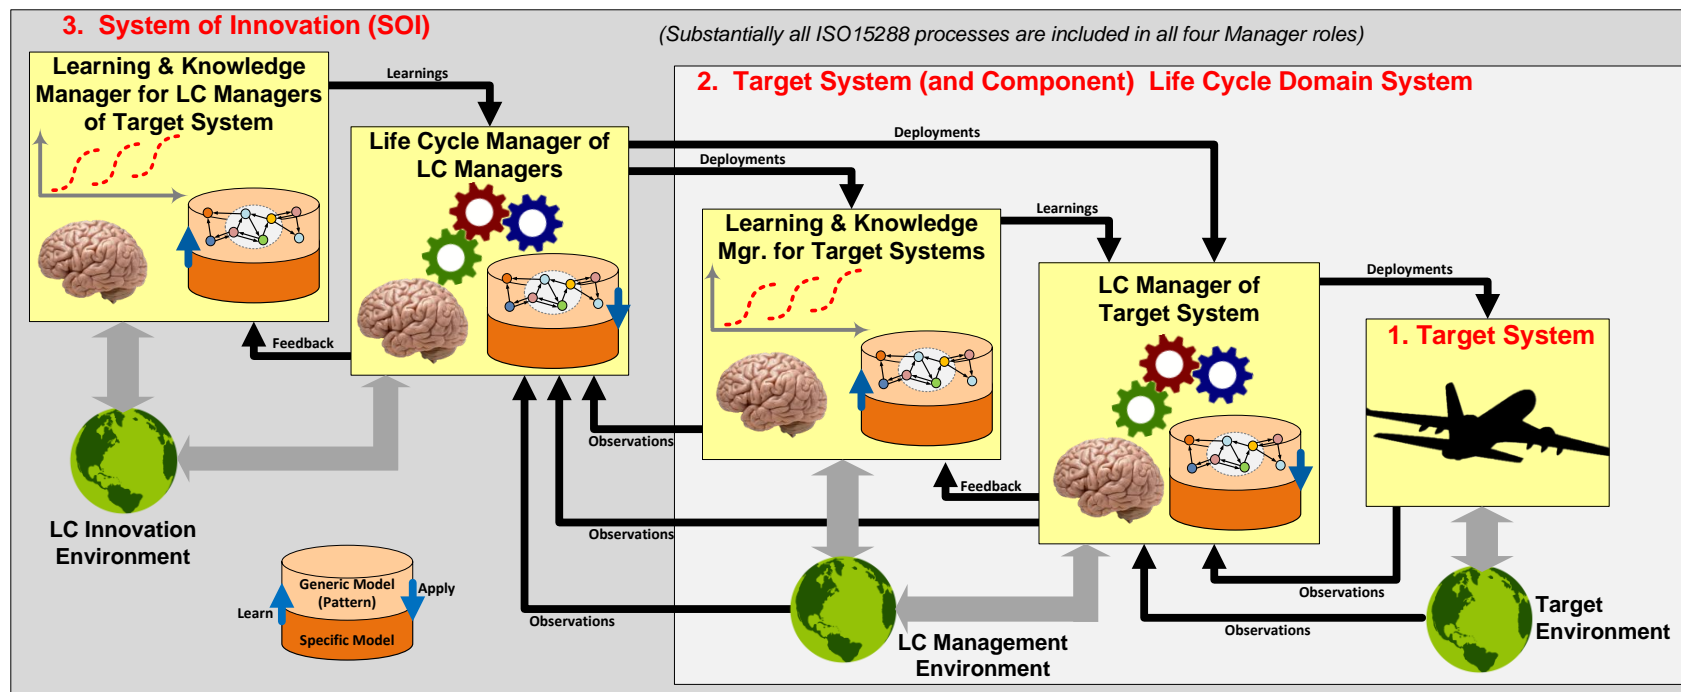 3. System of Innovation (SOI)
(Substantially all ISO15288 processes are included in all four Manager roles)
Learning & Knowledge
Manager for LC Managers
of Target System
Learnings
2. Target System (and Component) Life Cycle Domain System
Life Cycle Manager of
LC Managers
Deployments
Deployments
Learning & Knowledge
Mgr. for Target Systems
Learnings
LC Manager of
Target System
Deployments
1. Target System
Feedback
Observations
Feedback
Observations
LC Innovation
Environment
Generic Model
(Pattern)
Learn
Apply
Specific Model
Observations
LC Management
Environment
Observations
Observations
Target
Environment